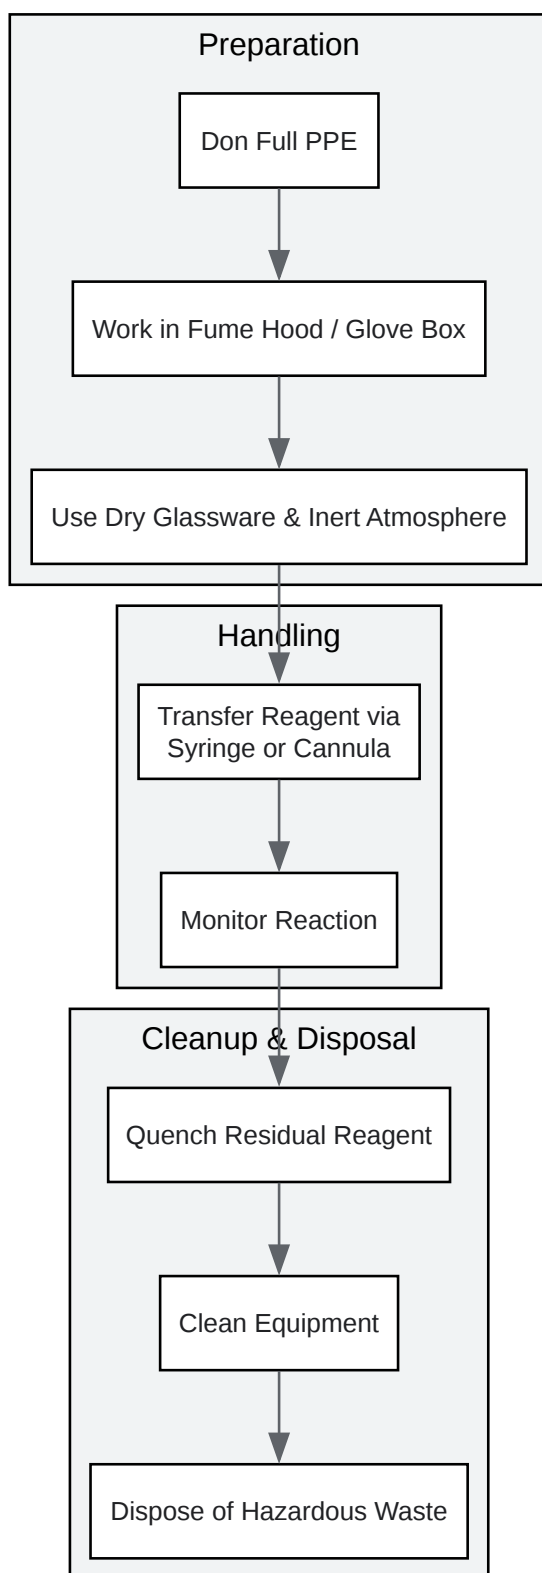 Preparation
Don Full PPE
Work in Fume Hood / Glove Box
Use Dry Glassware & Inert Atmosphere
Handling
Transfer Reagent via
Syringe or Cannula
Monitor Reaction
Cleanup & Disposal
Quench Residual Reagent
Clean Equipment
Dispose of Hazardous Waste